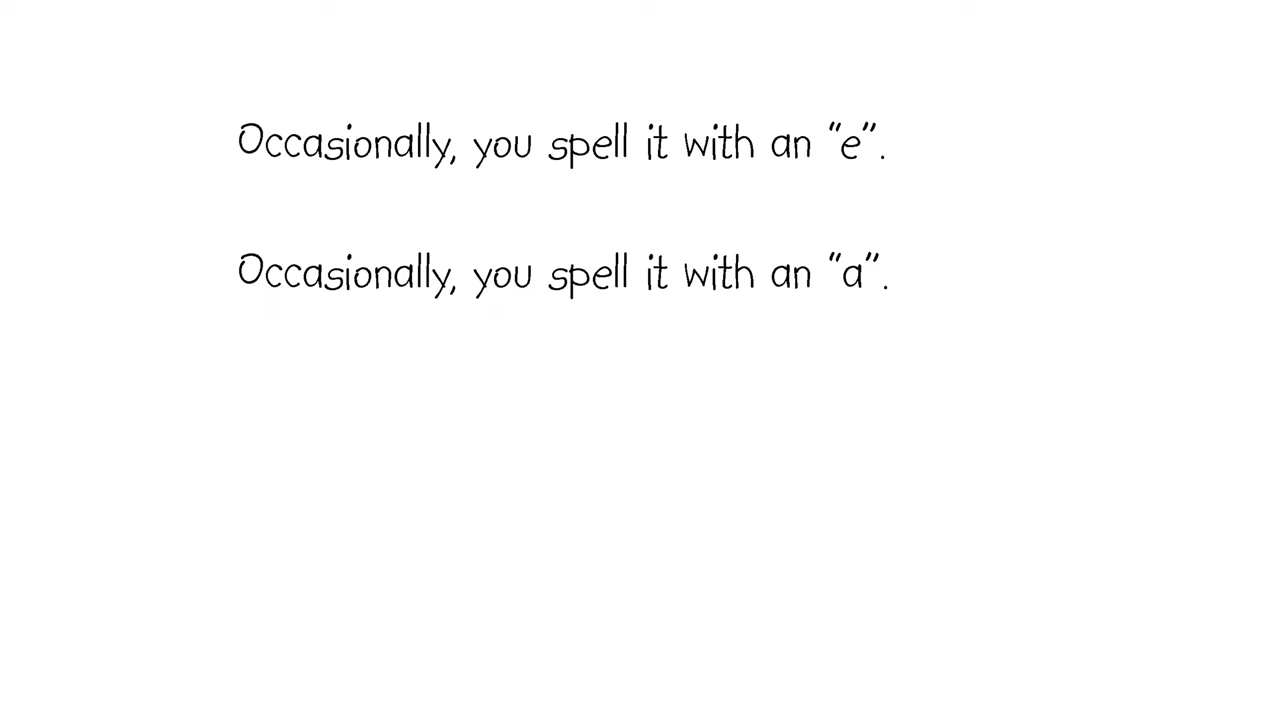 Occasionally, you spell it with an “e”.
Occasionally, you spell it with an “a”.